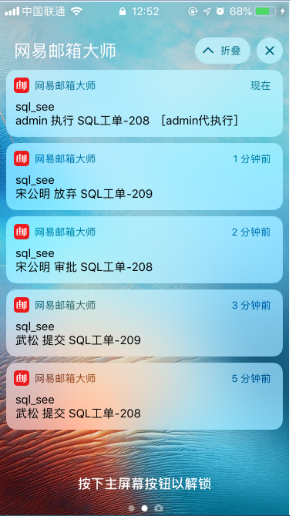 中国联通 12:52 68%
网易邮箱大师 折叠
网易邮箱大师 现在
sql_see
admin 执行 SQL工单-208 ［admin代执行］
网易邮箱大师 1 分钟前
sql_see
宋公明 放弃 SQL工单-209
网易邮箱大师 2 分钟前
sql_see
宋公明 审批 SQL工单-208
网易邮箱大师 3 分钟前
sql_see
武松 提交 SQL工单-209
网易邮箱大师 5 分钟前
sql_see
武松 提交 SQL工单-208
按下主屏幕按钮以解锁